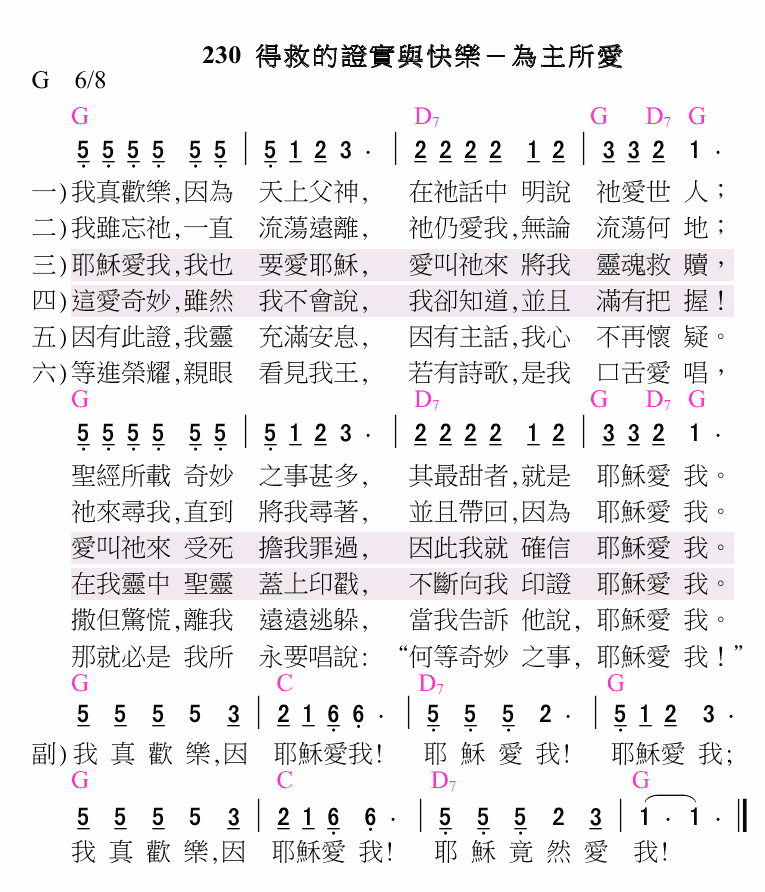 230 得救的證實與快樂－為主所愛
G 6/8
G D7 G D7 G
5 5 5 5 5 5 | 5 1 2 3 · | 2 2 2 2 1 2 | 3 3 2 1 ·
一)我真歡樂,因為 天上父神, 在祂話中 明說 祂愛世 人；
二)我雖忘祂,一直 流蕩遠離, 祂仍愛我,無論 流蕩何 地；
三)耶穌愛我,我也 要愛耶穌, 愛叫祂來 將我 靈魂救 贖，
四)這愛奇妙,雖然 我不會說, 我卻知道,並且 滿有把 握！
五)因有此證,我靈 充滿安息, 因有主話,我心 不再懷 疑。
六)等進榮耀,親眼 看見我王, 若有詩歌,是我 口舌愛 唱，
G D7 G D7 G
5 5 5 5 5 5 | 5 1 2 3 · | 2 2 2 2 1 2 | 3 3 2 1 ·
聖經所載 奇妙 之事甚多, 其最甜者,就是 耶穌愛 我。
祂來尋我,直到 將我尋著, 並且帶回,因為 耶穌愛 我。
愛叫祂來 受死 擔我罪過, 因此我就 確信 耶穌愛 我。
在我靈中 聖靈 蓋上印戳, 不斷向我 印證 耶穌愛 我。
撒但驚慌,離我 遠遠逃躲, 當我告訴 他說, 耶穌愛 我。
那就必是 我所 永要唱說: “何等奇妙 之事, 耶穌愛 我！”
G C D7 G
5 5 5 5 3 | 2 1 6 6 · | 5 5 5 2 · | 5 1 2 3 ·
副)我 真 歡 樂,因 耶穌愛我! 耶 穌 愛 我! 耶穌愛 我;
G C D7 G
5 5 5 5 3 | 2 1 6 6 · | 5 5 5 2 3 | 1 · 1 · ‖
我 真 歡 樂,因 耶穌愛 我! 耶 穌 竟 然 愛 我!